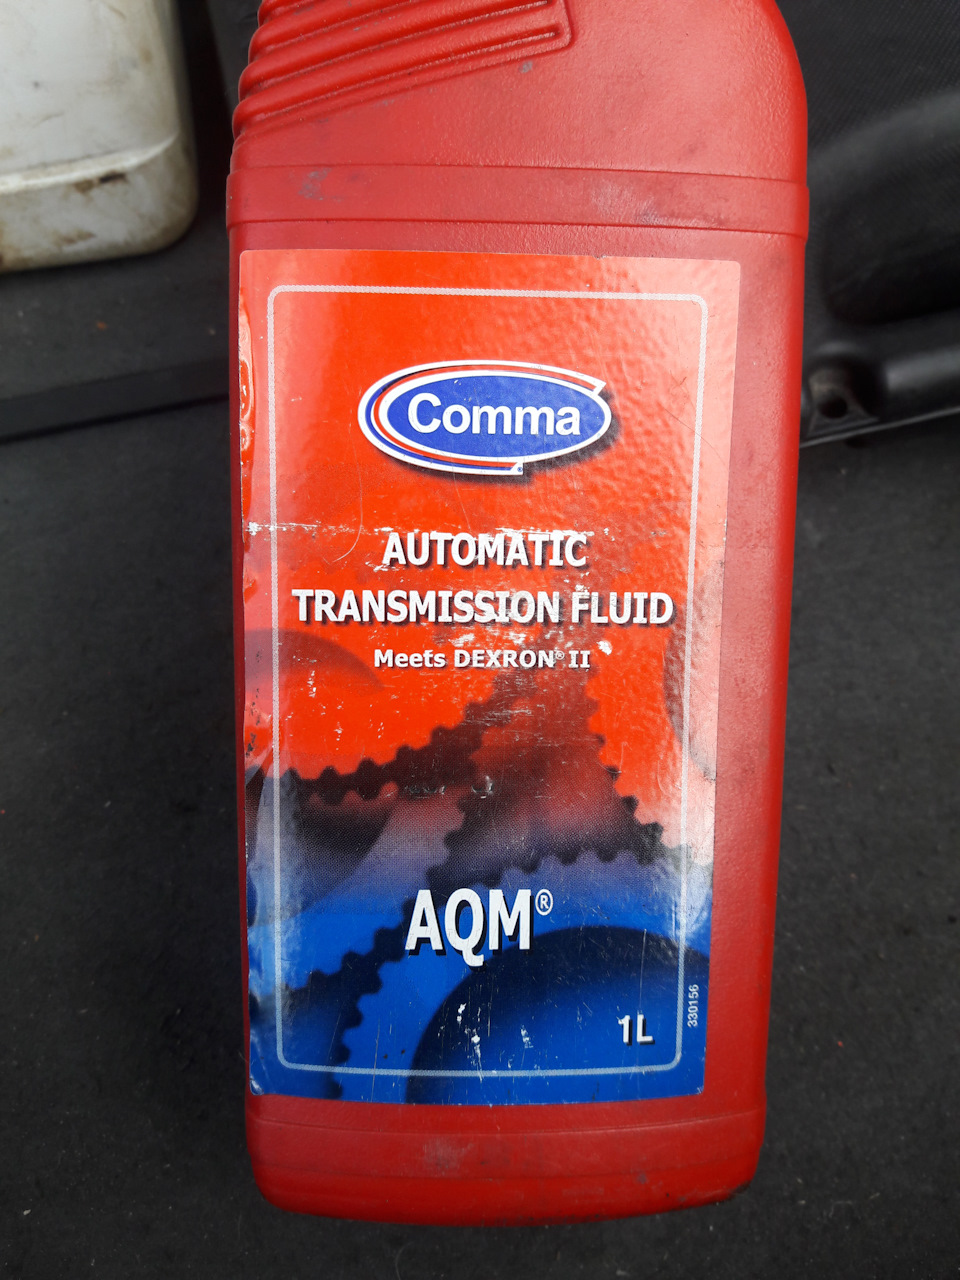 Comma
AUTOMATIC
TRANSMISSION FLUID
Meets DEXRON® II
AQM®
1L
330156